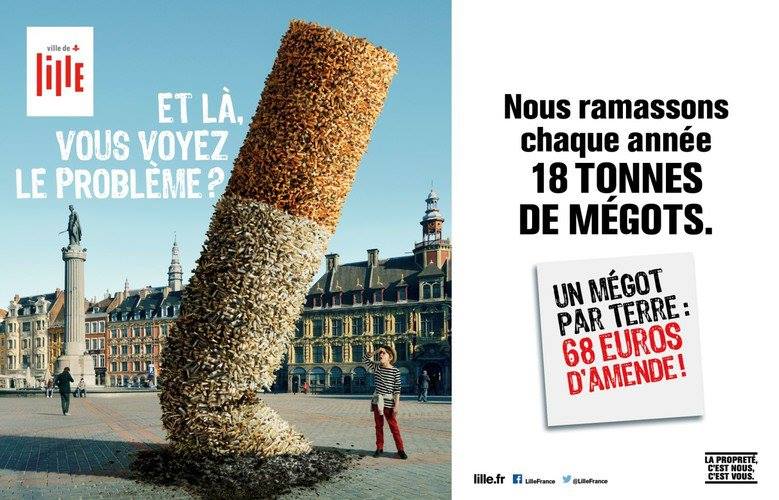 ville de
lille
ET LÀ,
VOUS VOYEZ
LE PROBLÈME ?
Nous ramassons
chaque année
18 TONNES
DE MÉGOTS.
UN MÉGOT
PAR TERRE :
68 EUROS
D'AMENDE !
lille.fr LilleFrance @LilleFrance
LA PROPRETÉ,
C'EST NOUS,
C'EST VOUS.